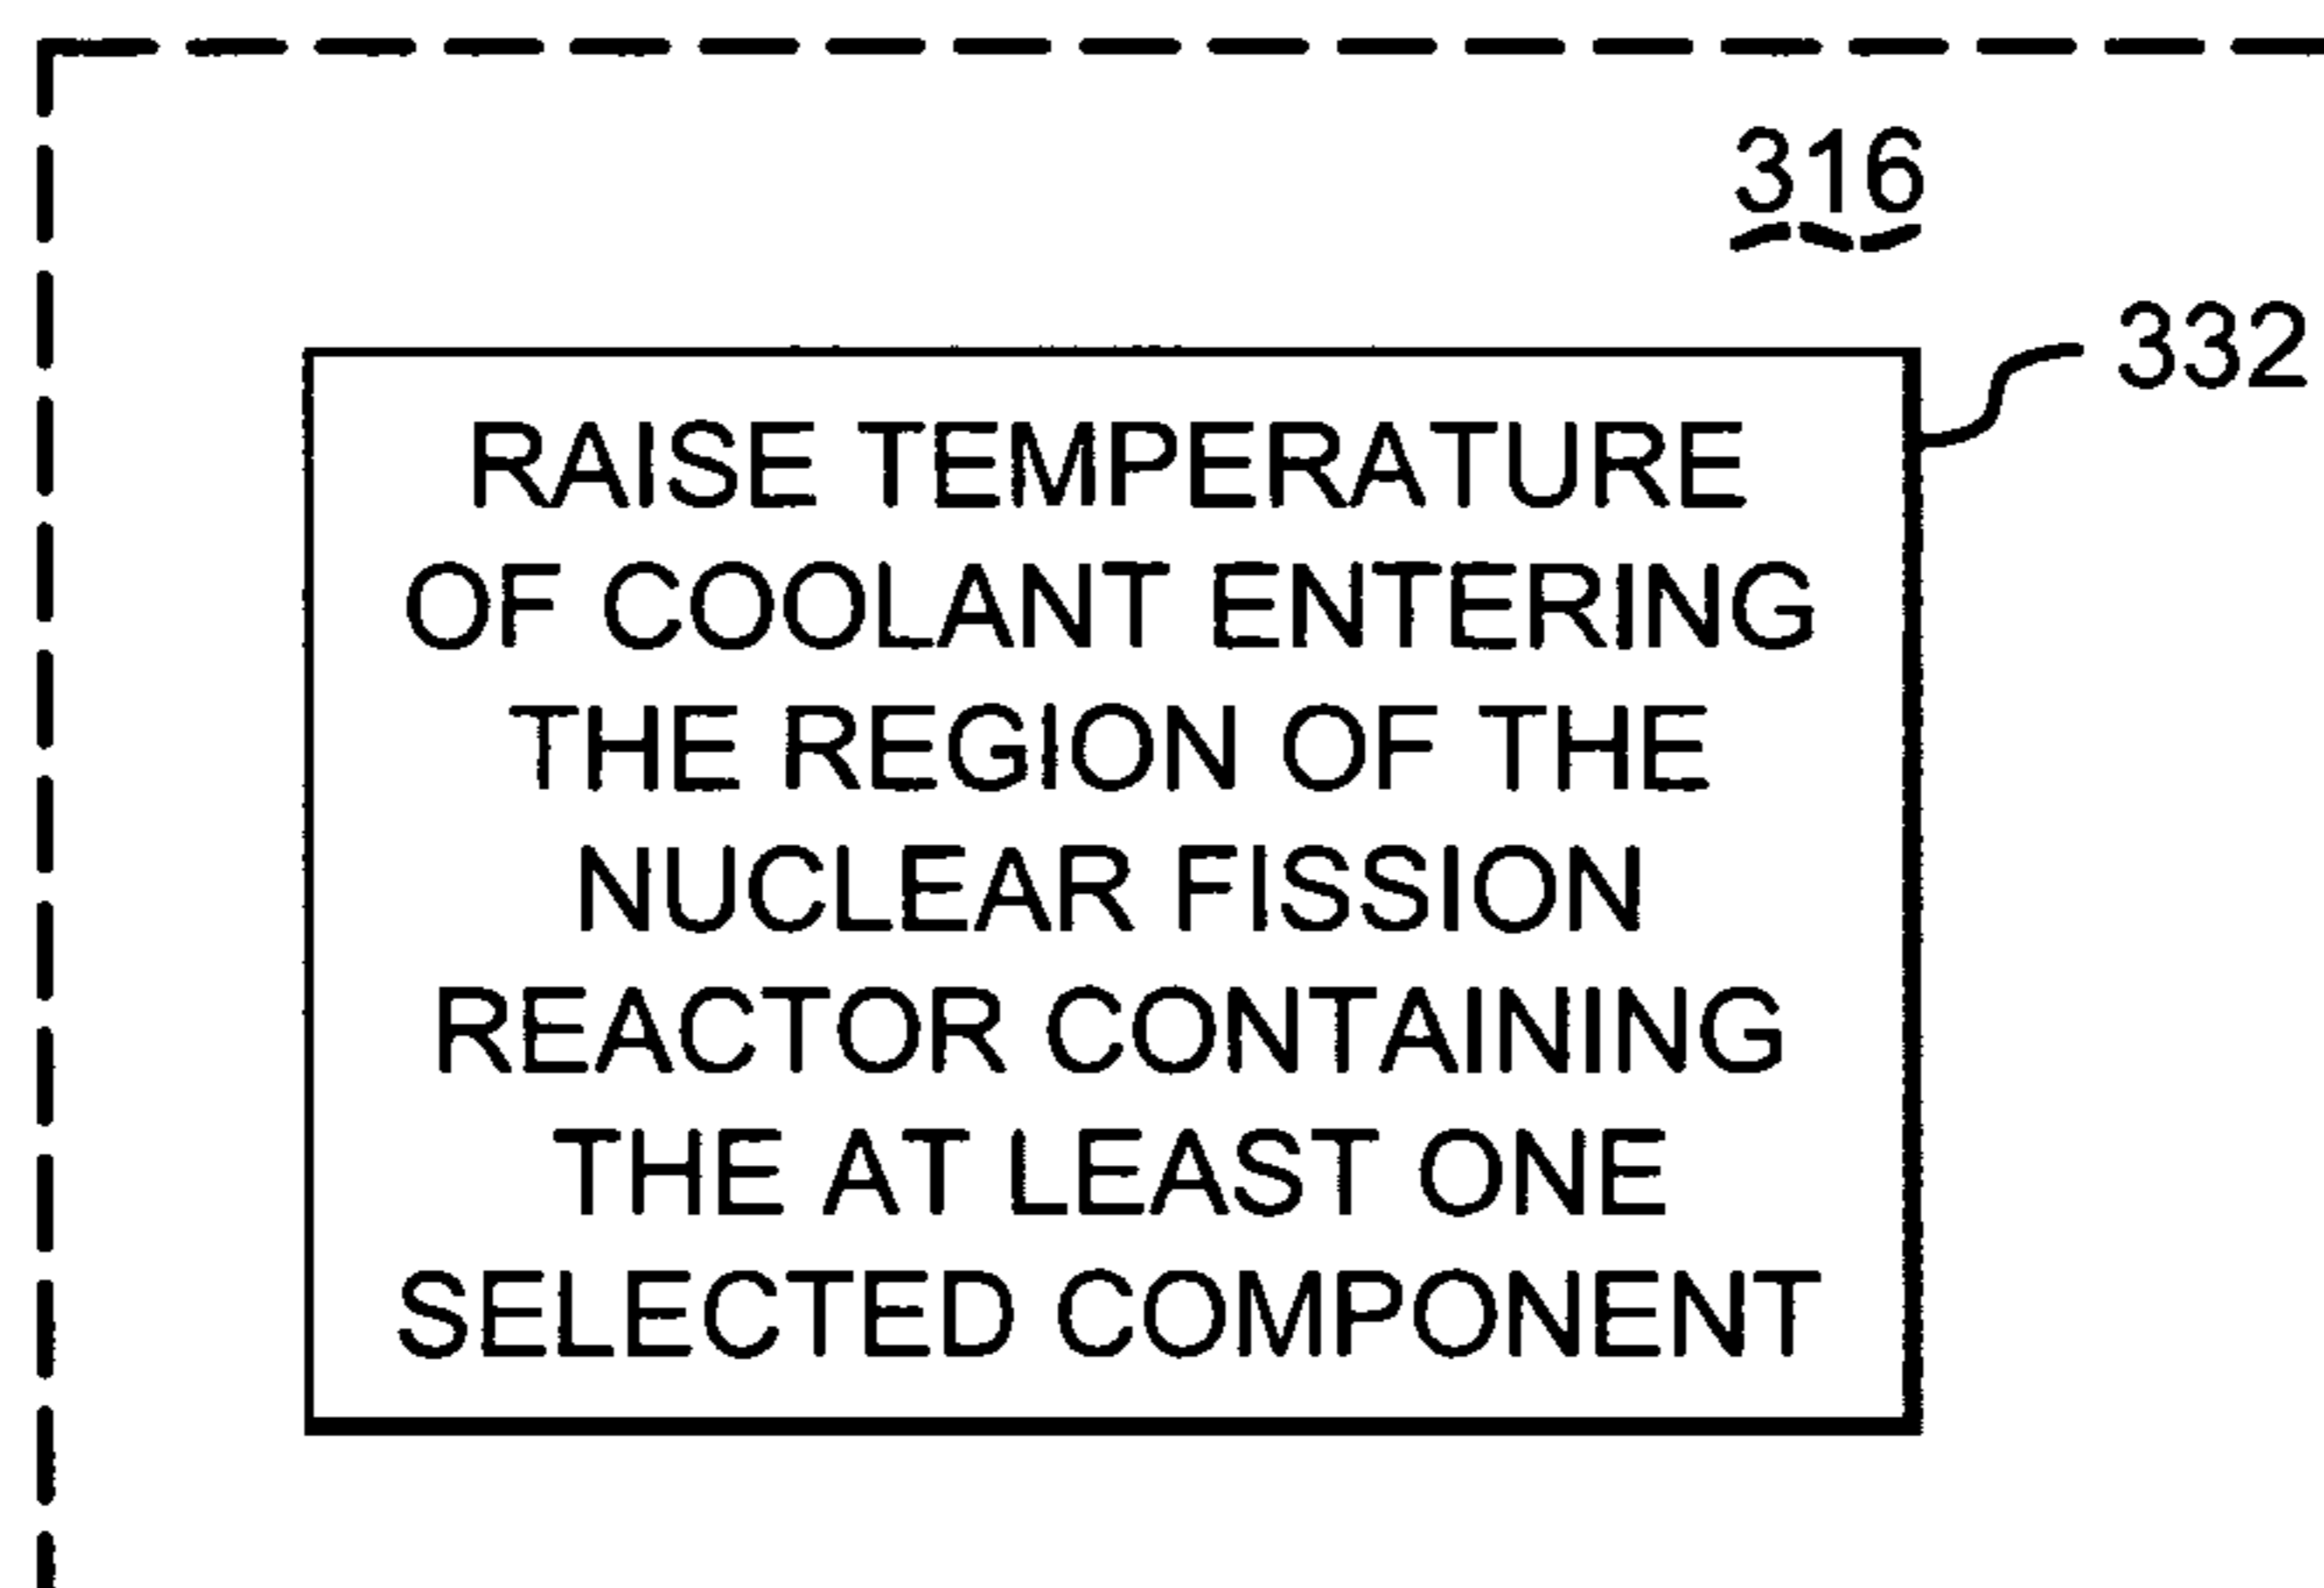 316
332
RAISE TEMPERATURE
OF COOLANT ENTERING
THE REGION OF THE
NUCLEAR FISSION
REACTOR CONTAINING
THE AT LEAST ONE
SELECTED COMPONENT